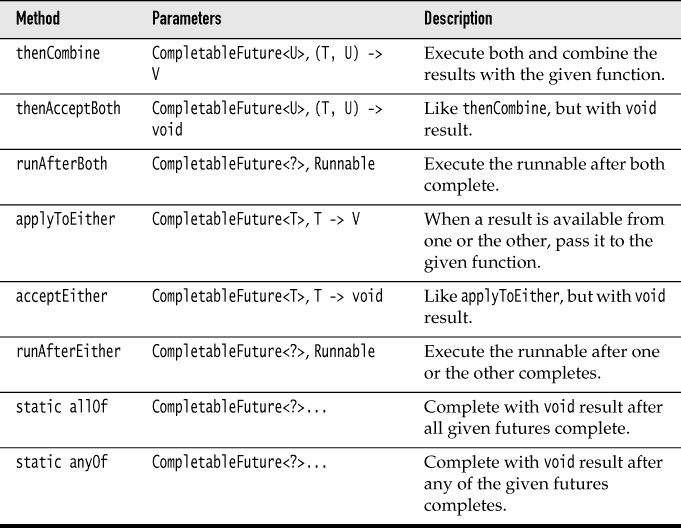 Method Parameters Description
thenCombine CompletableFuture<U>, (T, U) -> Execute both and combine the
V results with the given function.
thenAcceptBoth CompletableFuture<U>, (T, U) -> Like thenCombine, but with void
void result.
runAfterBoth CompletableFuture<?>, Runnable Execute the runnable after both
complete.
applyToEither CompletableFuture<T>, T -> V When a result is available from
one or the other, pass it to the
given function.
acceptEither CompletableFuture<T>, T -> void Like applyToEither, but with void
result.
runAfterEither CompletableFuture<?>, Runnable Execute the runnable after one
or the other completes.
static allOf CompletableFuture<?>... Complete with void result after
all given futures complete.
static anyOf CompletableFuture<?>... Complete with void result after
any of the given futures
completes.